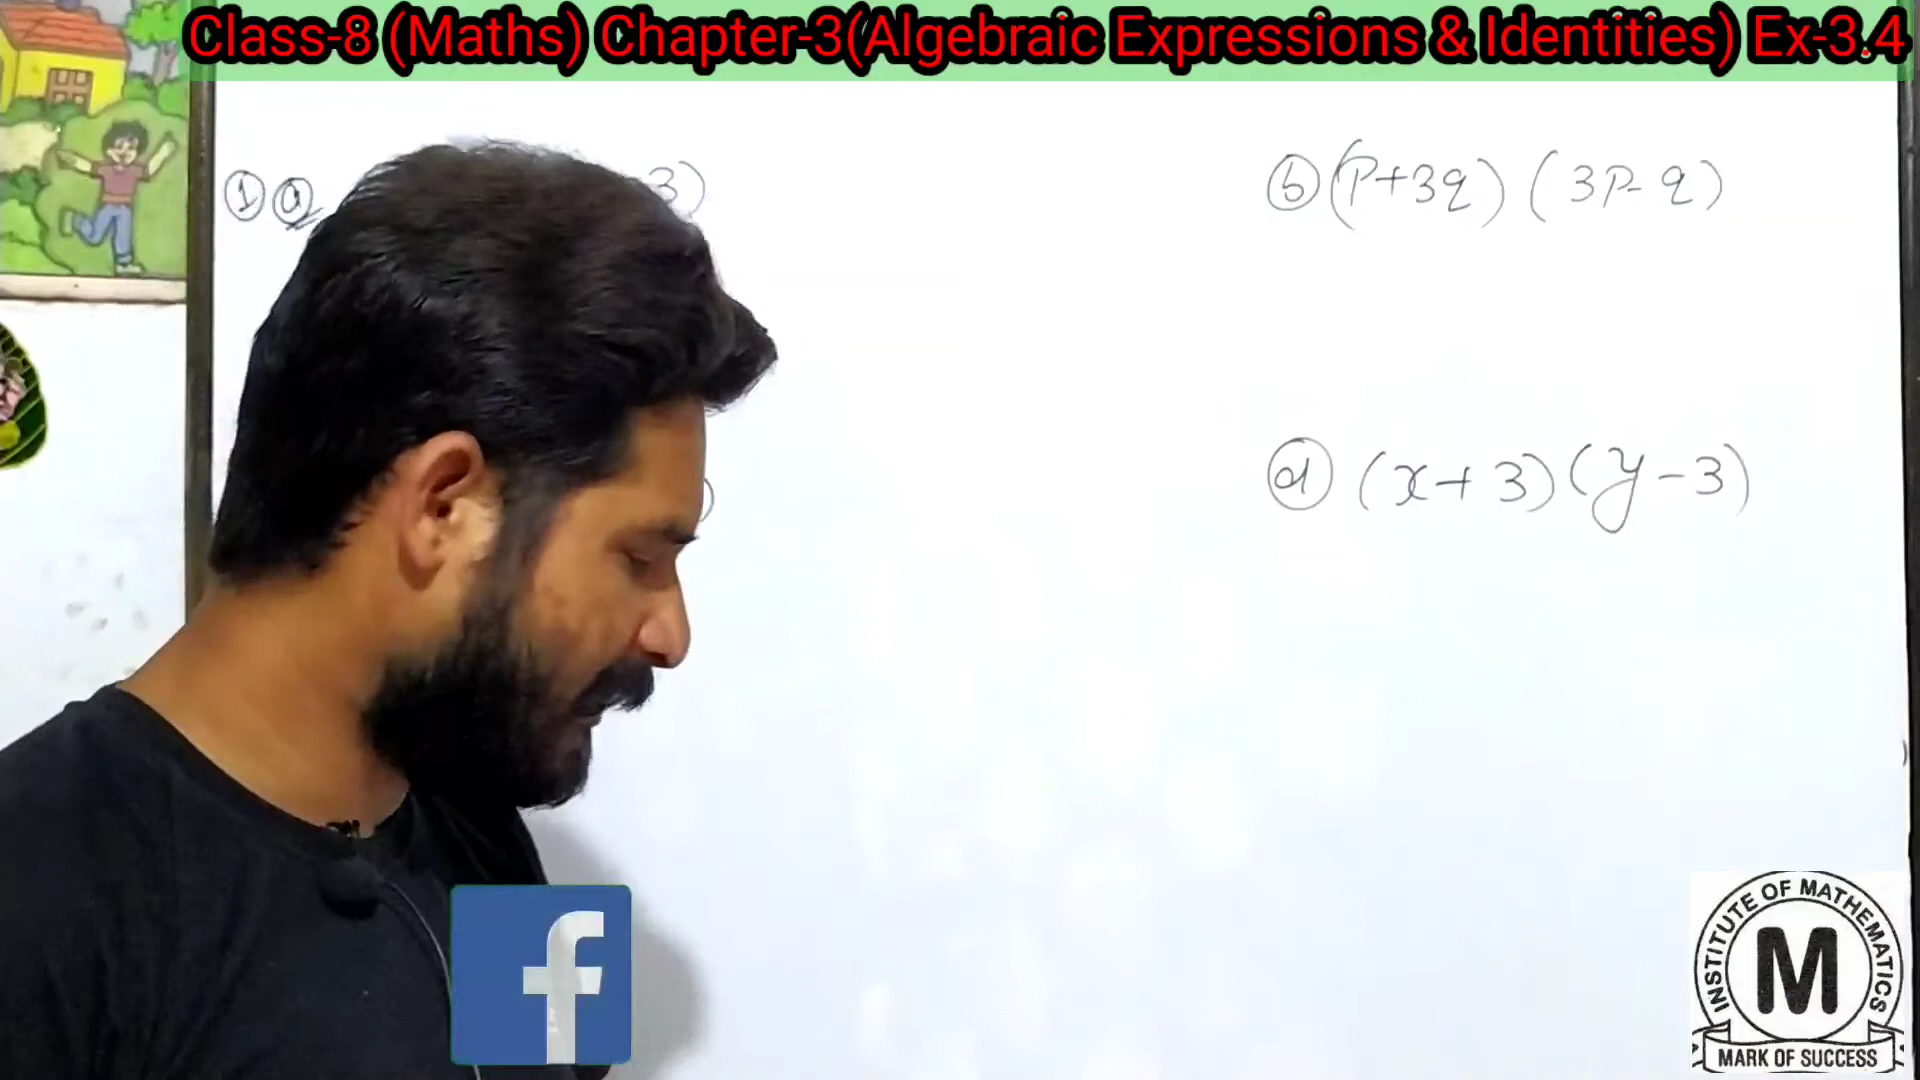 Class-8 (Maths) Chapter-3(Algebraic Expressions & Identities) Ex-3.4
① ⓐ 3)
ⓑ (p+3q) (3p-q)
)
ⓓ (x+3)(y-3)
f
INSTITUTE OF MATHEMATICS
M
MARK OF SUCCESS